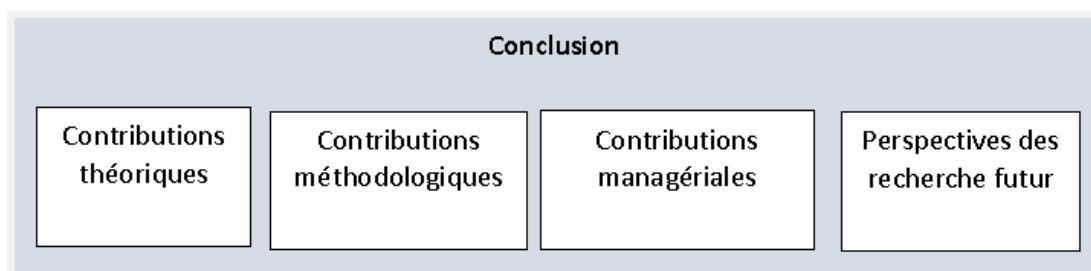 Conclusion
Contributions
théoriques
Contributions
méthodologiques
Contributions
managériales
Perspectives des
recherche futur